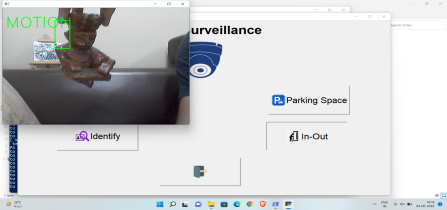 MOTION
urveillance
Parking Space
Identify
In-Out